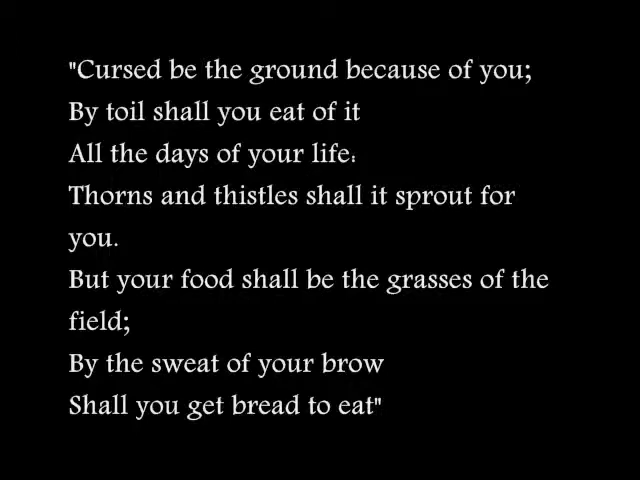 "Cursed be the ground because of you;
By toil shall you eat of it
All the days of your life:
Thorns and thistles shall it sprout for
you.
But your food shall be the grasses of the
field;
By the sweat of your brow
Shall you get bread to eat"